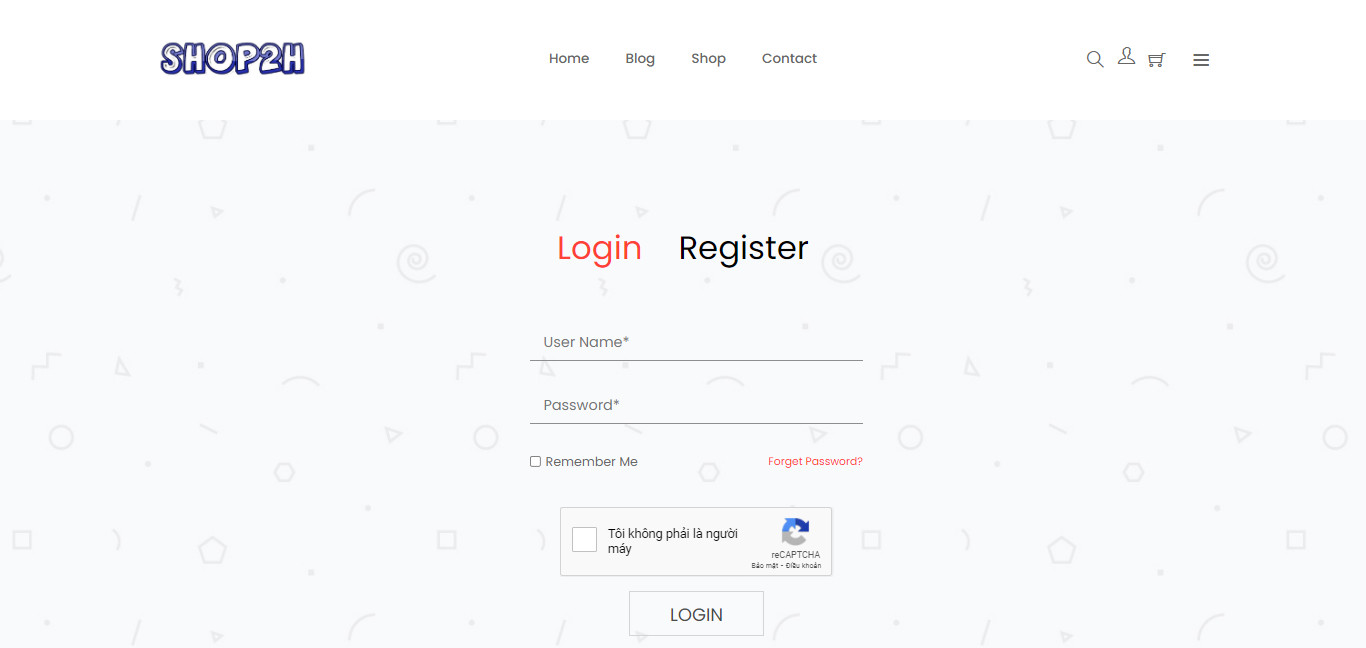 SHOP2H
Home Blog Shop Contact
Login Register
User Name*
Password*
Remember Me Forget Password?
Tôi không phải là người
máy
reCAPTCHA
Bảo mật - Điều khoản
LOGIN